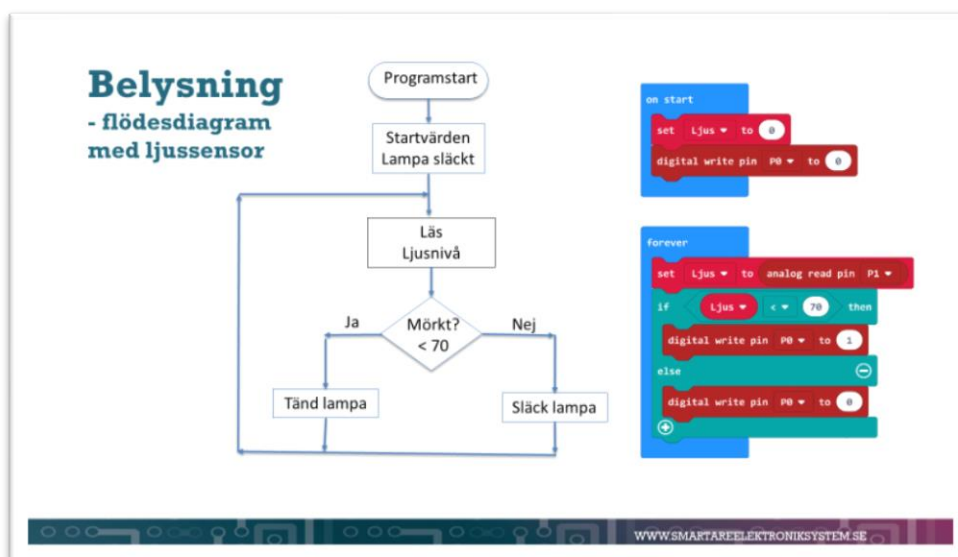 Belysning
- flödesdiagram
med ljussensor
Programstart
Startvärden
Lampa släckt
Läs
Ljusnivå
Mörkt?
< 70
Ja
Nej
Tänd lampa
Släck lampa
on start
set Ljus to 0
digital write pin P0 to 0
forever
set Ljus to analog read pin P1
if Ljus < 70 then
digital write pin P0 to 1
else
digital write pin P0 to 0
WWW.SMARTAREELEKTRONIKSYSTEM.SE